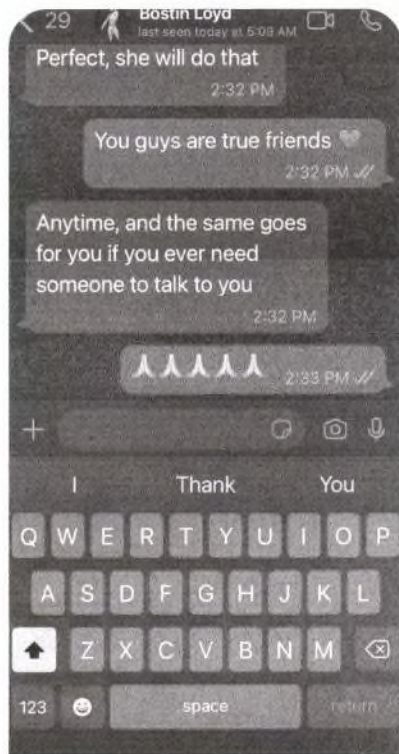 29
Bostin Loyd
last seen today at 5:09 AM
Perfect, she will do that
2:32 PM
You guys are true friends 🤎
2:32 PM
Anytime, and the same goes
for you if you ever need
someone to talk to you
2:32 PM
🙏🙏🙏🙏🙏 2:33 PM
I Thank You
Q W E R T Y U I O P
A S D F G H J K L
Z X C V B N M
123 space return